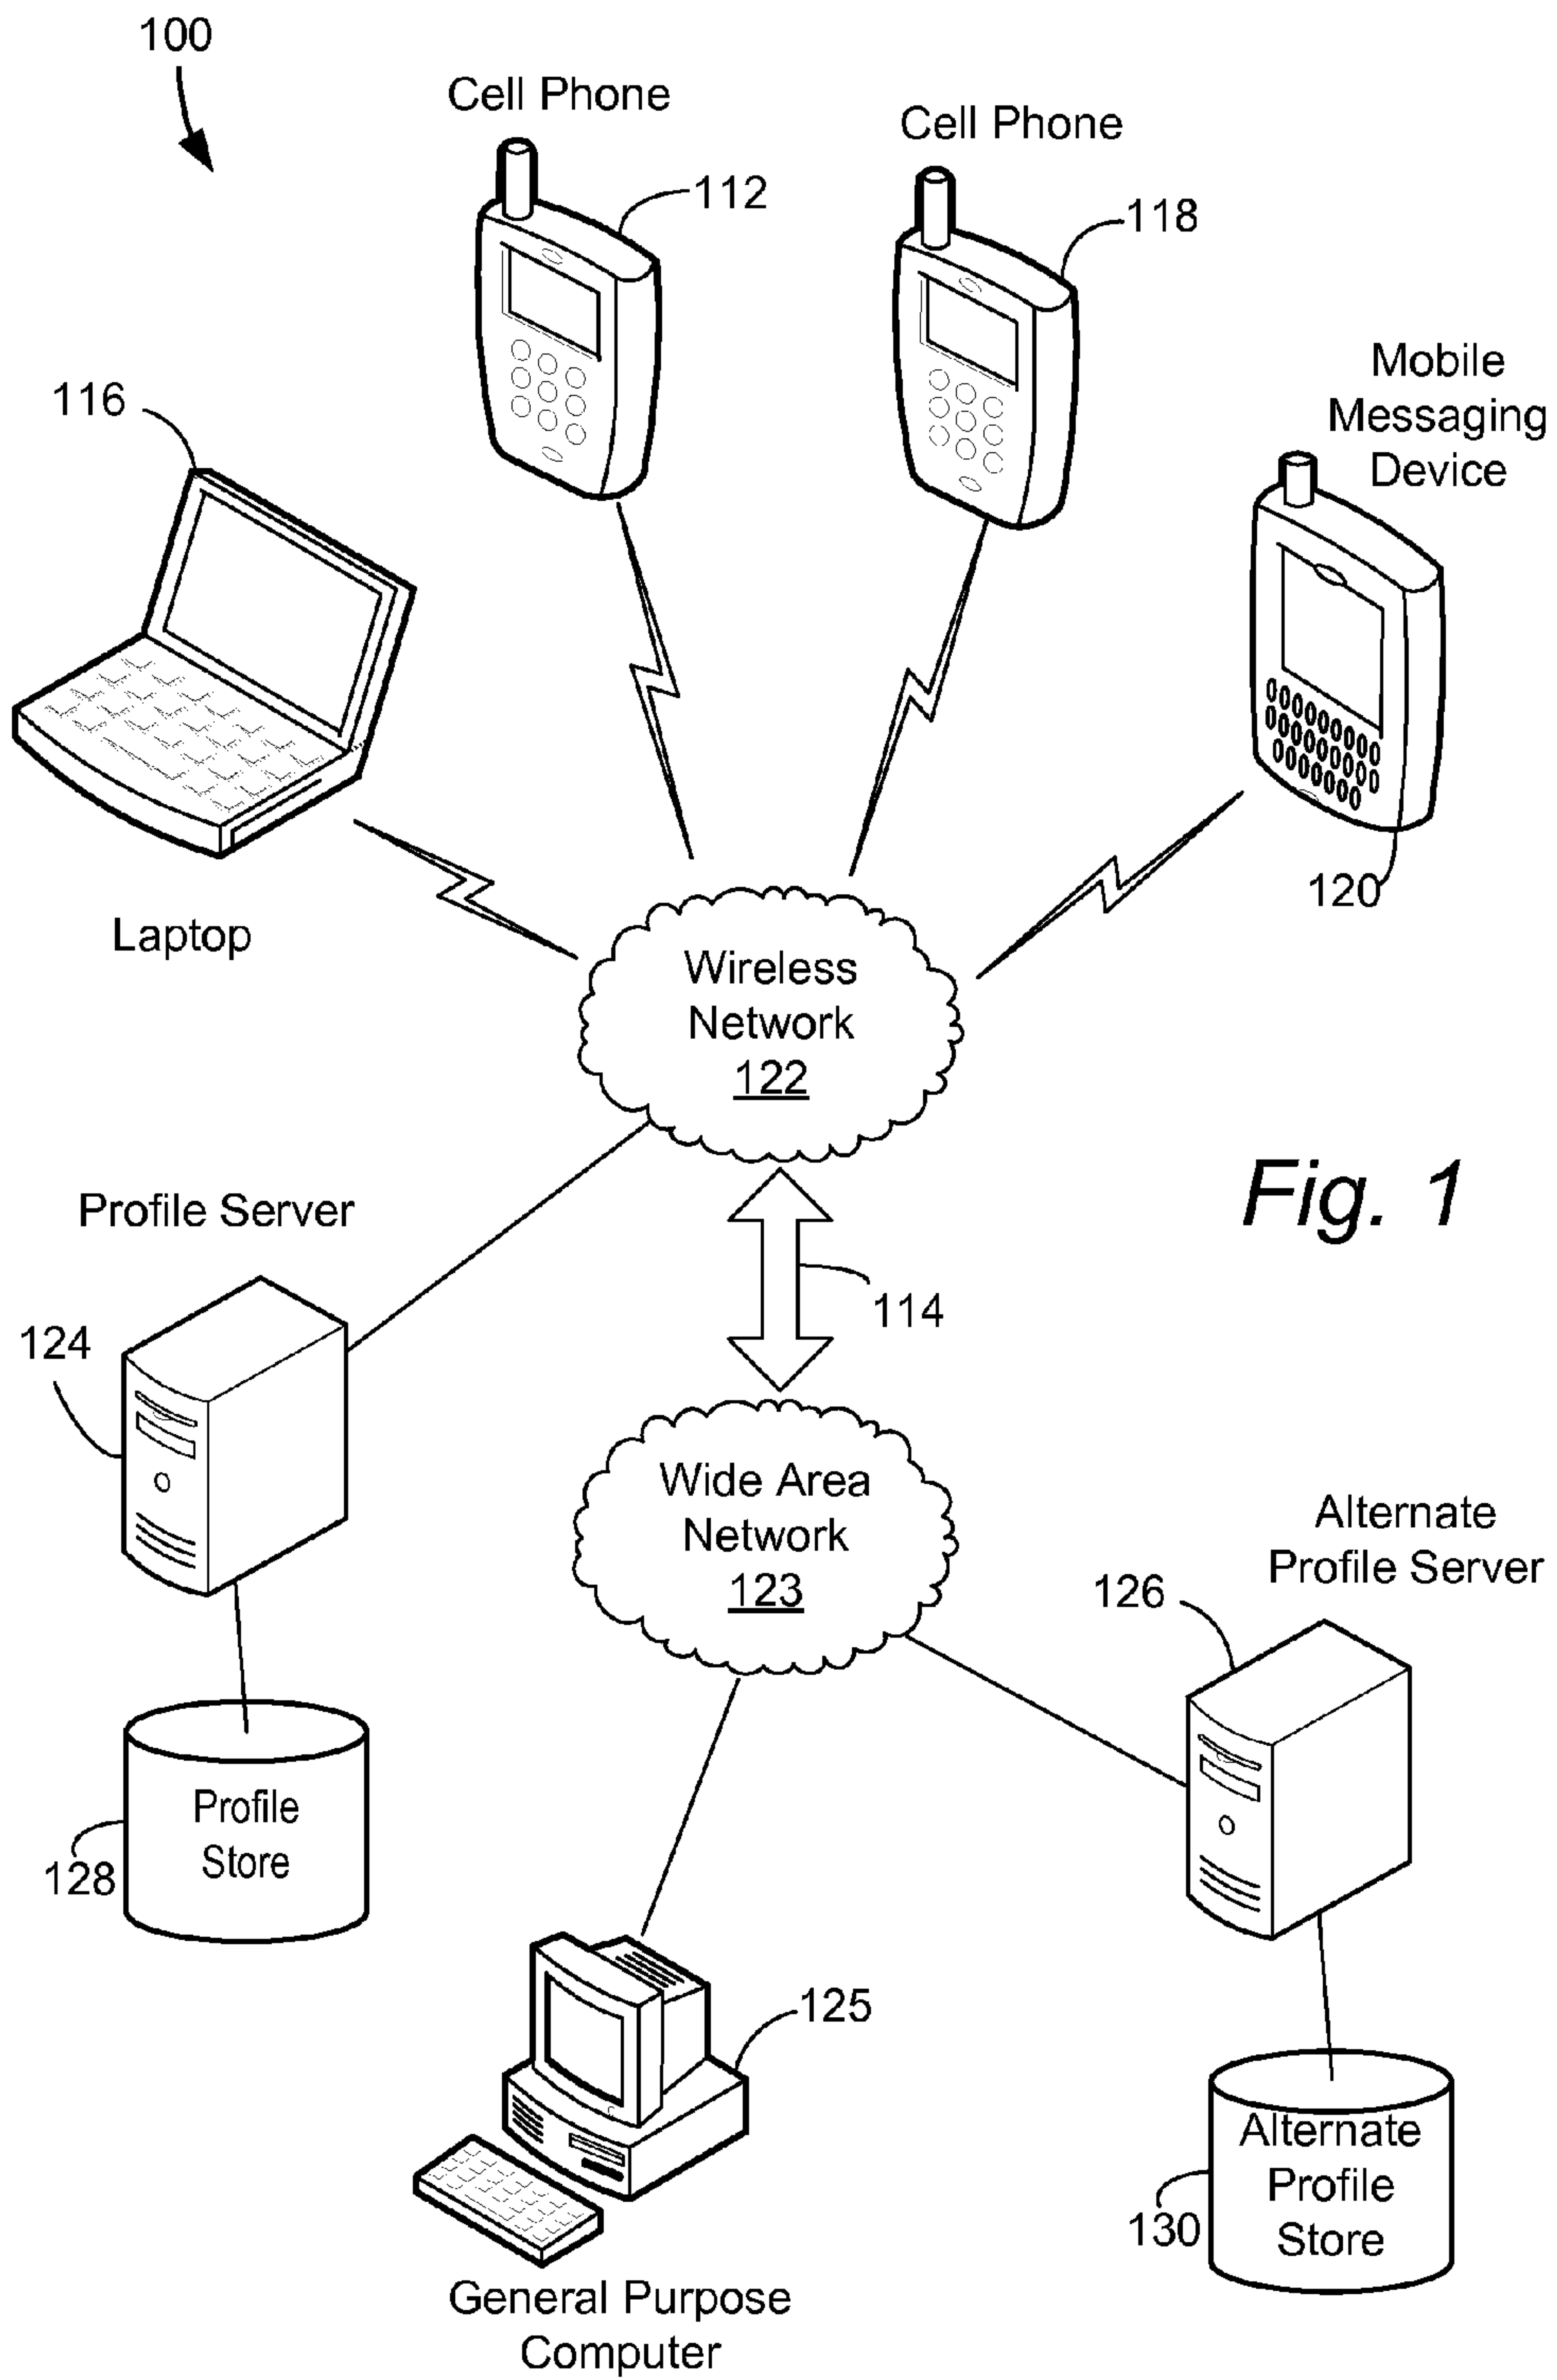 100
Cell Phone
Cell Phone
112
118
Mobile
Messaging
Device
116
120
Laptop
Wireless
Network
122
Fig. 1
Profile Server
114
124
Wide Area
Network
123
Alternate
Profile Server
126
Profile
Store
128
125
Alternate
Profile
Store
130
General Purpose
Computer